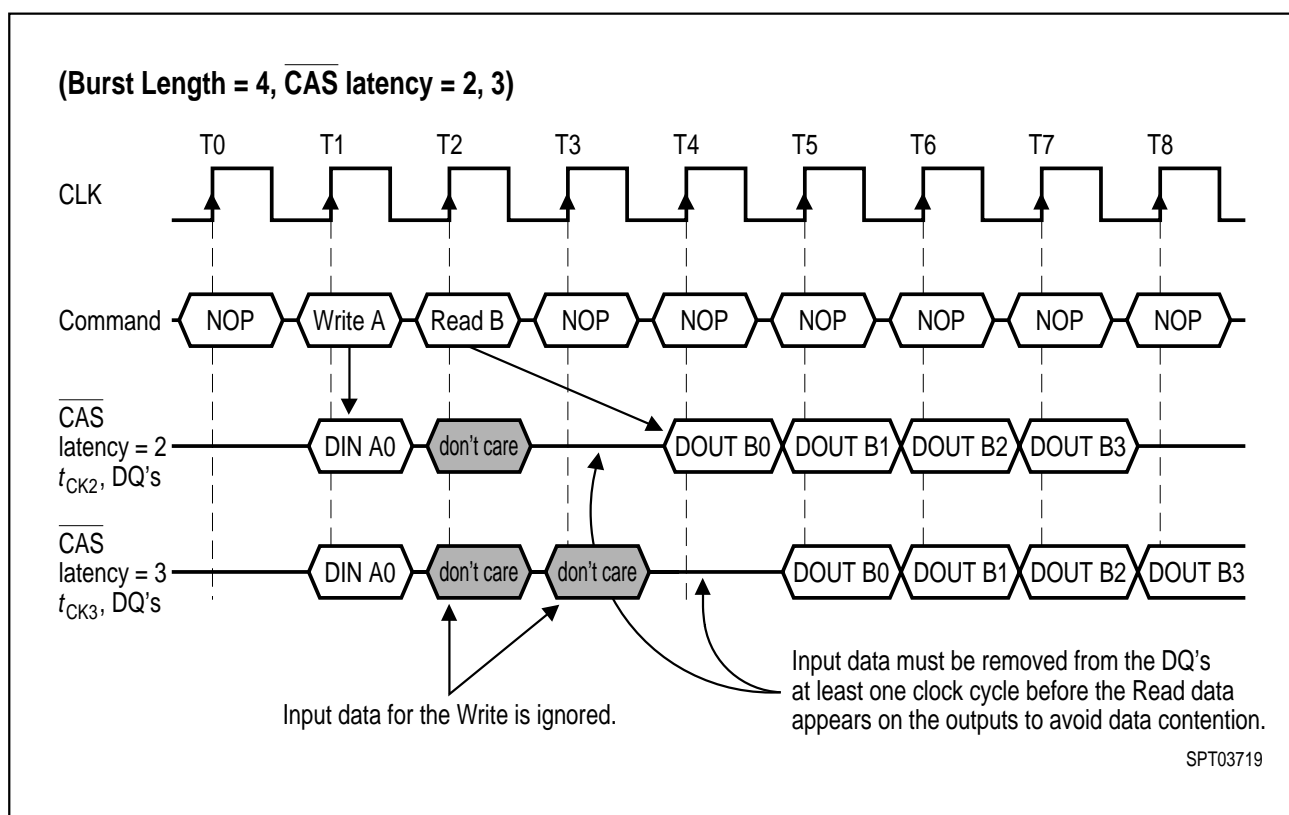 (Burst Length = 4, CAS latency = 2, 3)
T0 T1 T2 T3 T4 T5 T6 T7 T8
CLK
Command NOP Write A Read B NOP NOP NOP NOP NOP NOP
CAS
latency = 2 DIN A0 don't care DOUT B0 DOUT B1 DOUT B2 DOUT B3
tCK2, DQ's
CAS
latency = 3 DIN A0 don't care don't care DOUT B0 DOUT B1 DOUT B2 DOUT B3
tCK3, DQ's
Input data for the Write is ignored.
Input data must be removed from the DQ's
at least one clock cycle before the Read data
appears on the outputs to avoid data contention.
SPT03719